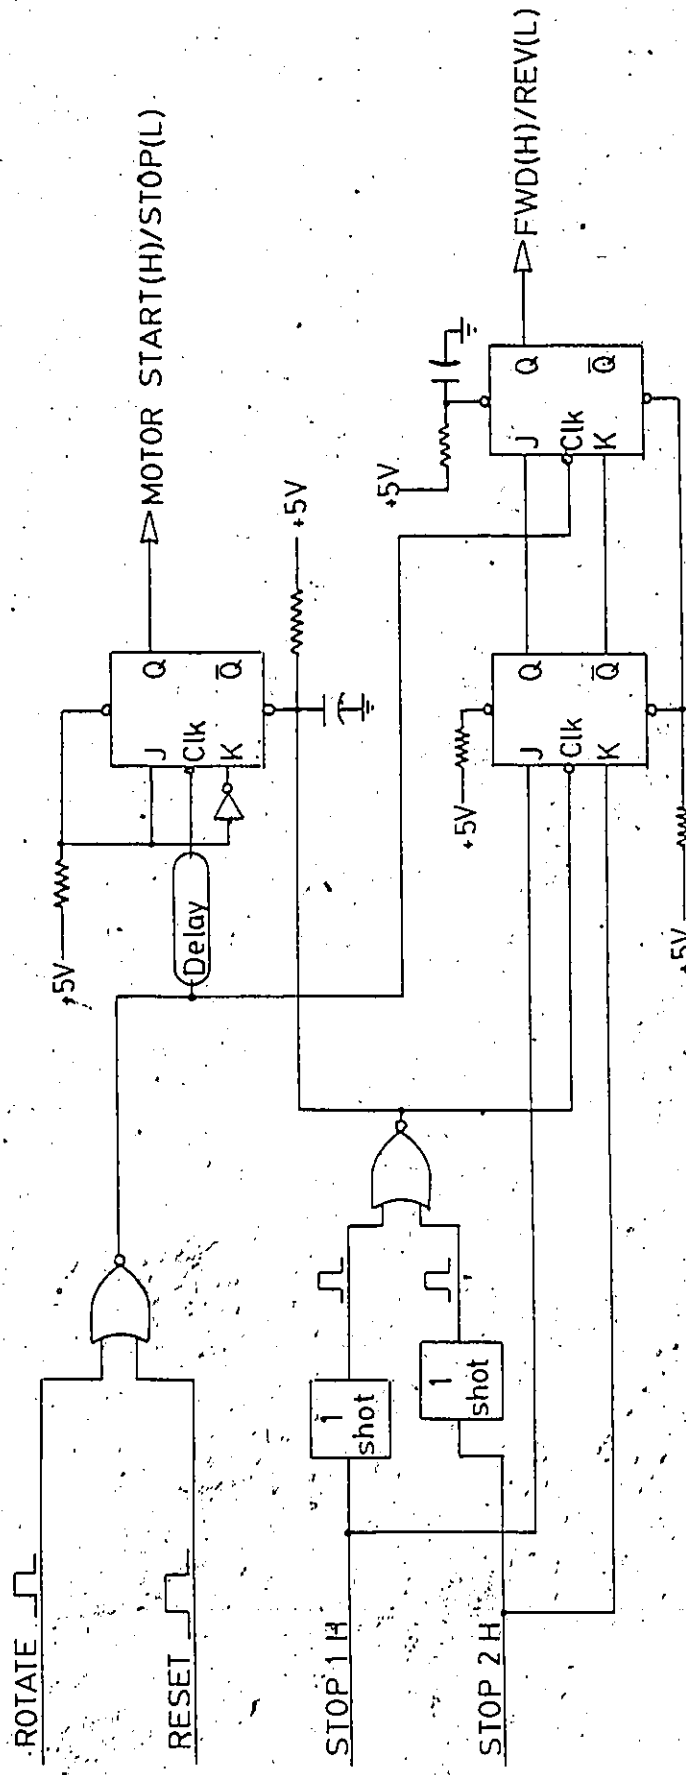 ROTATE
RESET
STOP 1 H
STOP 2 H
1
shot
1
shot
+5V
Delay
J
Clk
K
Q
Q̅
MOTOR START(H)/STOP(L)
+5V
+5V
J
Clk
K
Q
Q̅
+5V
+5V
J
Clk
K
Q
Q̅
FWD(H)/REV(L)